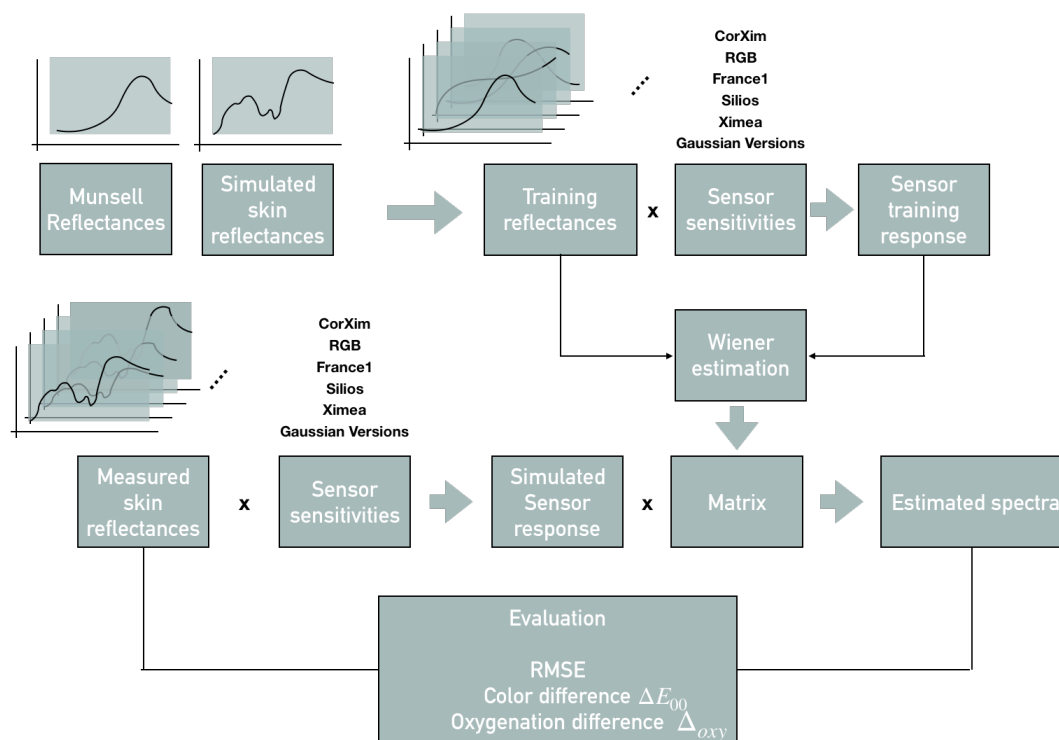 CorXim
RGB
France1
Silios
Ximea
Gaussian Versions
Munsell
Reflectances
Simulated
skin
reflectances
Training
reflectances
x
Sensor
sensitivities
Sensor
training
response
CorXim
RGB
France1
Silios
Ximea
Gaussian Versions
Wiener
estimation
Measured
skin
reflectances
x
Sensor
sensitivities
Simulated
Sensor
response
x
Matrix
Estimated spectra
Evaluation
RMSE
Color difference ΔE₀₀
Oxygenation difference Δₒₓᵧ